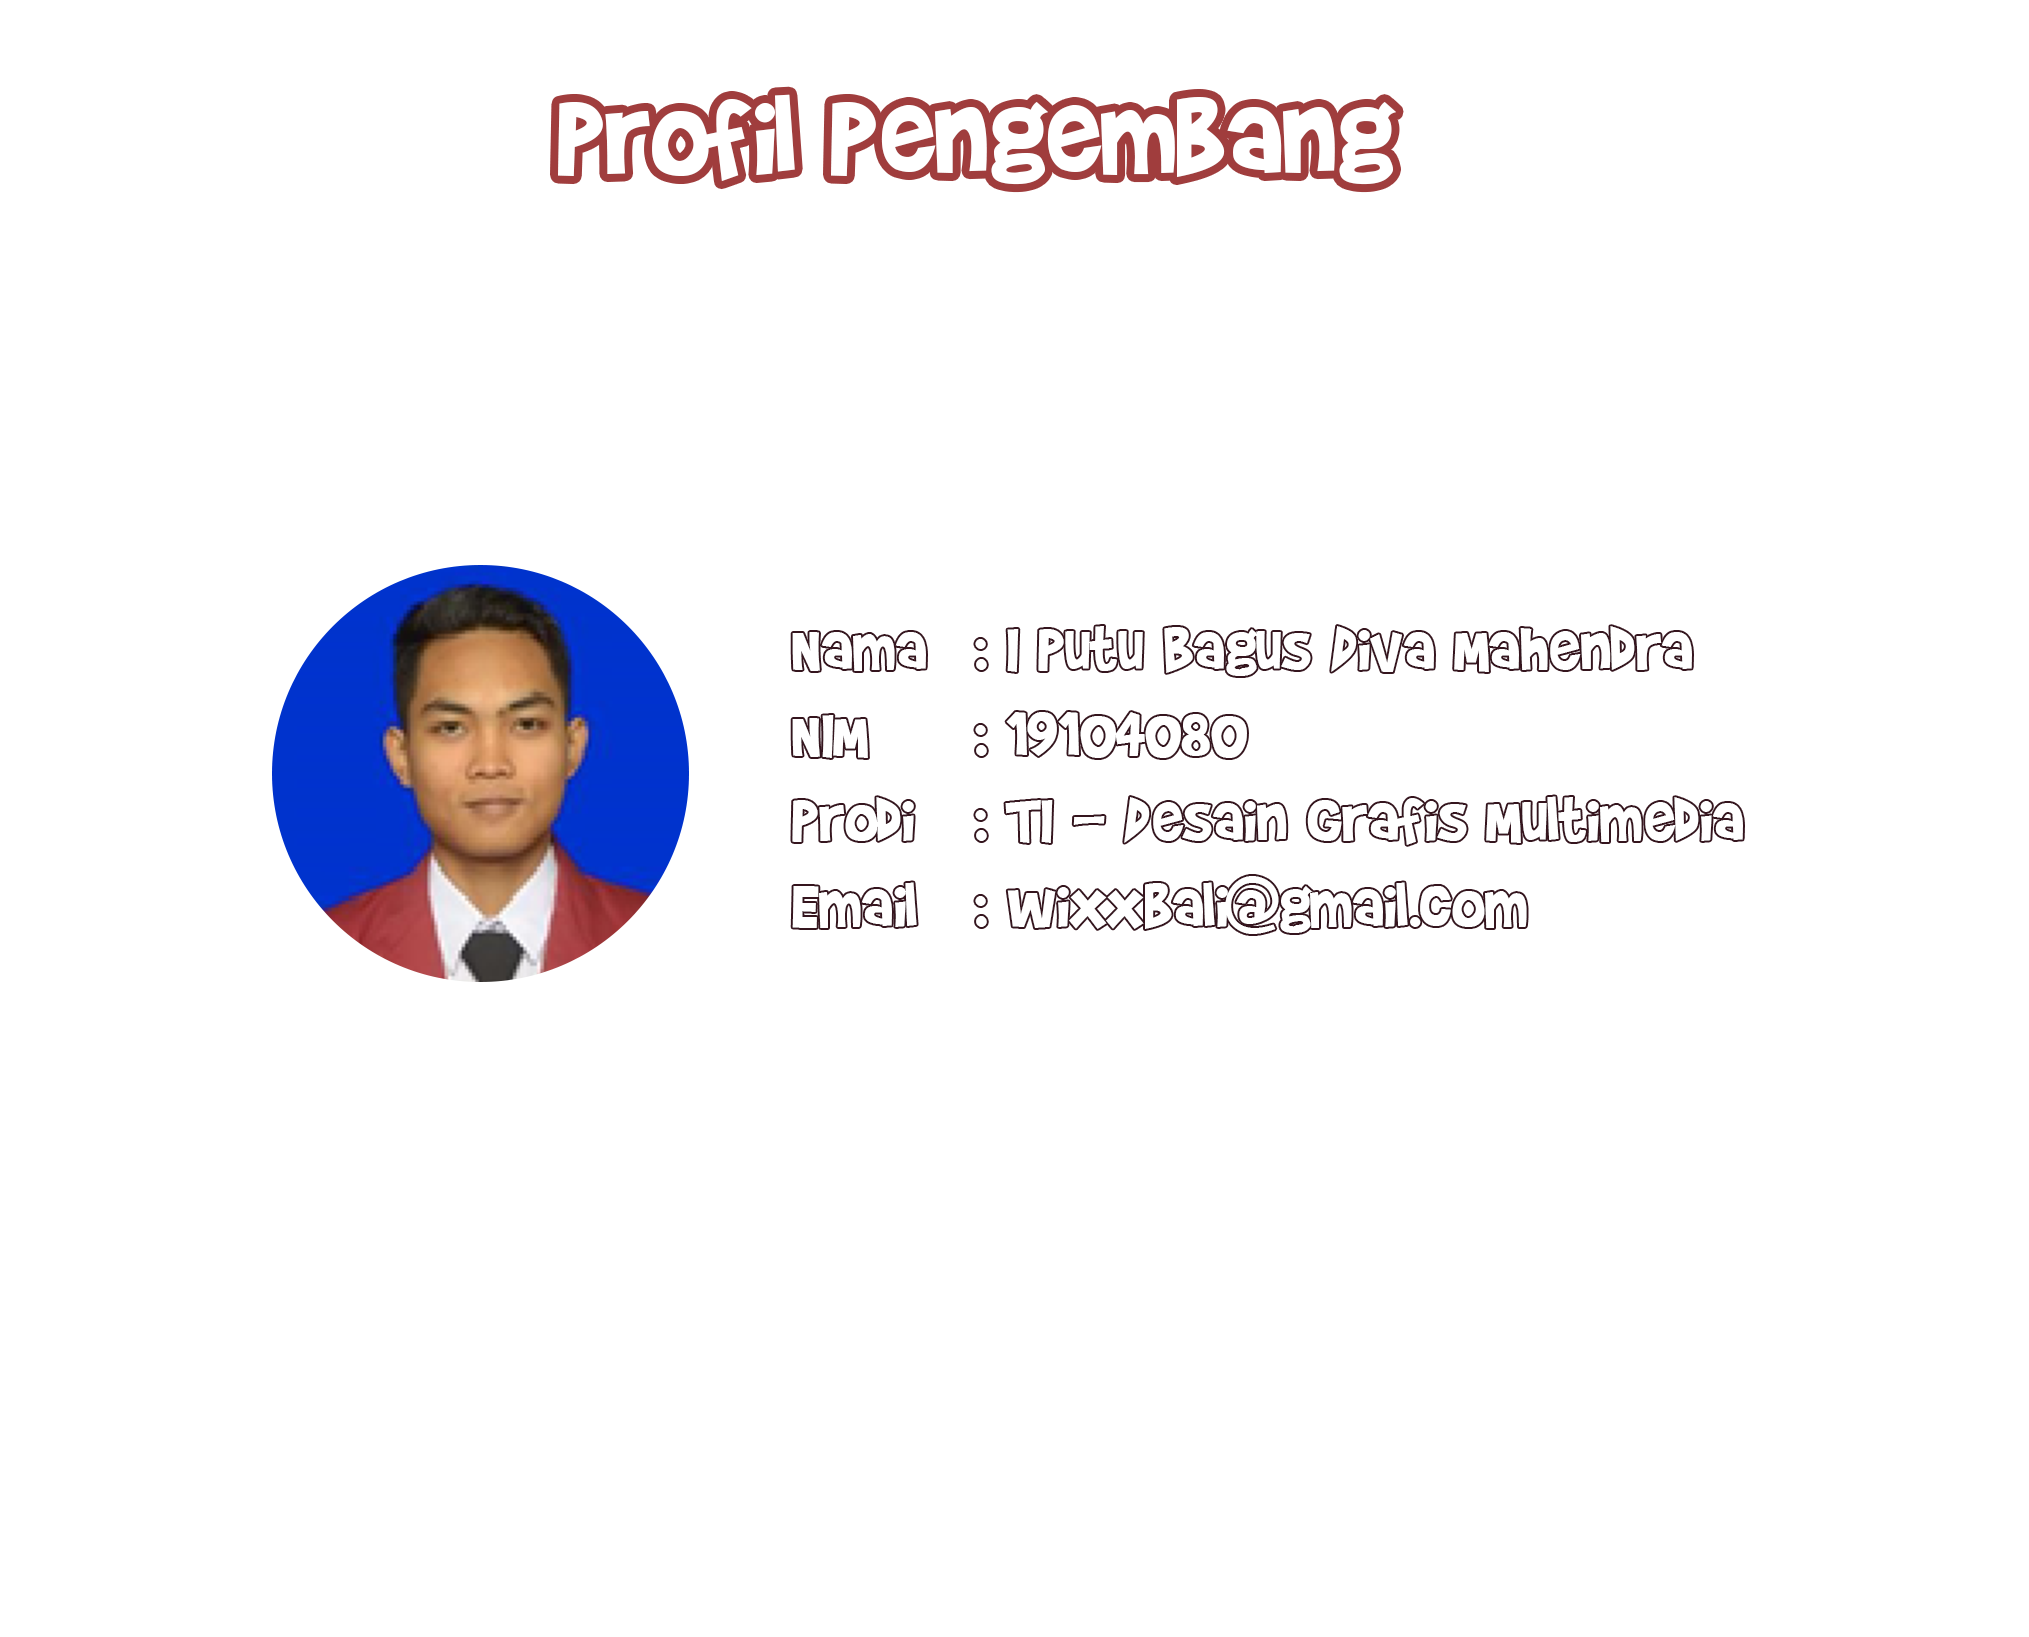 Profil Pengembang
Nama : I Putu Bagus Diva Mahendra
NIM : 19104080
Prodi : TI - Desain Grafis Multimedia
Email : wixxbali@gmail.com